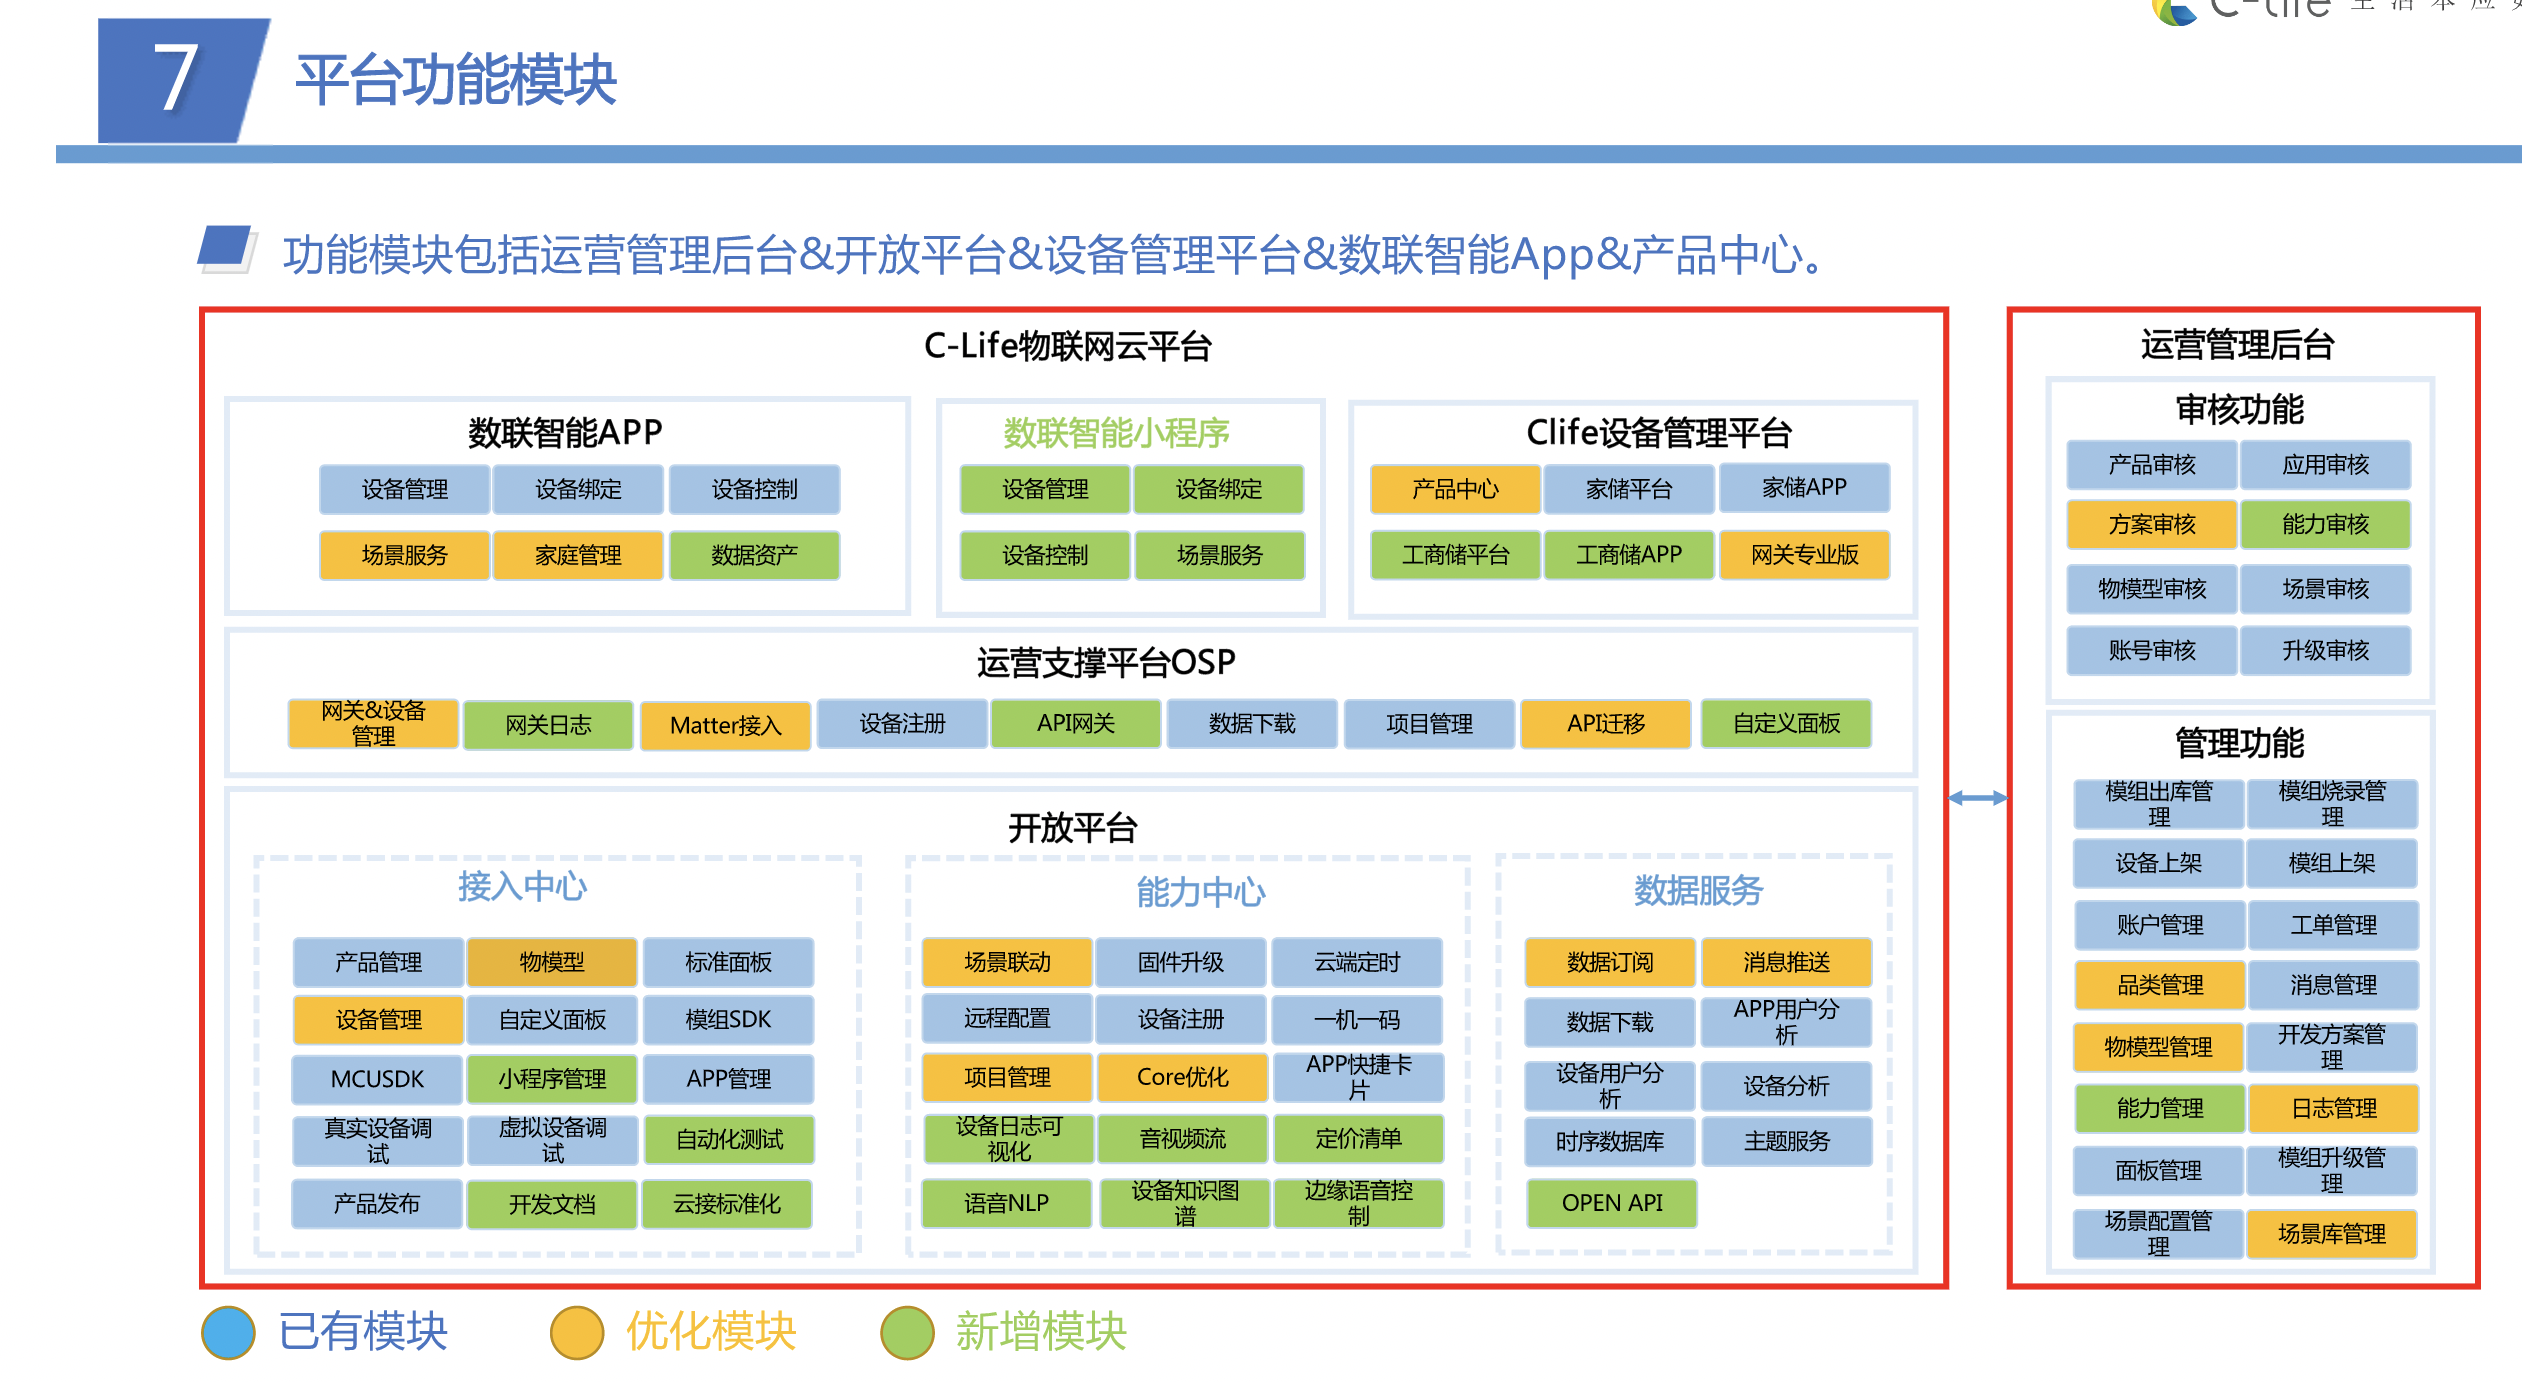 7
平台功能模块
功能模块包括运营管理后台&开放平台&设备管理平台&数联智能App&产品中心。
C-Life物联网云平台
数联智能APP
设备管理
设备绑定
设备控制
场景服务
家庭管理
数据资产
数联智能小程序
设备管理
设备绑定
设备控制
场景服务
Clife设备管理平台
产品中心
家储平台
家储APP
工商储平台
工商储APP
网关专业版
运营支撑平台OSP
网关&设备
管理
网关日志
Matter接入
设备注册
API网关
数据下载
项目管理
API迁移
自定义面板
开放平台
接入中心
产品管理
物模型
标准面板
设备管理
自定义面板
模组SDK
MCUSDK
小程序管理
APP管理
真实设备调
试
虚拟设备调
试
自动化测试
产品发布
开发文档
云接标准化
能力中心
场景联动
固件升级
云端定时
远程配置
设备注册
一机一码
项目管理
Core优化
APP快捷卡
片
设备日志可
视化
音视频流
定价清单
语音NLP
设备知识图
谱
边缘语音控
制
数据服务
数据订阅
消息推送
数据下载
APP用户分
析
设备用户分
析
设备分析
时序数据库
主题服务
OPEN API
运营管理后台
审核功能
产品审核
应用审核
方案审核
能力审核
物模型审核
场景审核
账号审核
升级审核
管理功能
模组出库管
理
模组烧录管
理
设备上架
模组上架
账户管理
工单管理
品类管理
消息管理
物模型管理
开发方案管
理
能力管理
日志管理
面板管理
模组升级管
理
场景配置管
理
场景库管理
已有模块
优化模块
新增模块